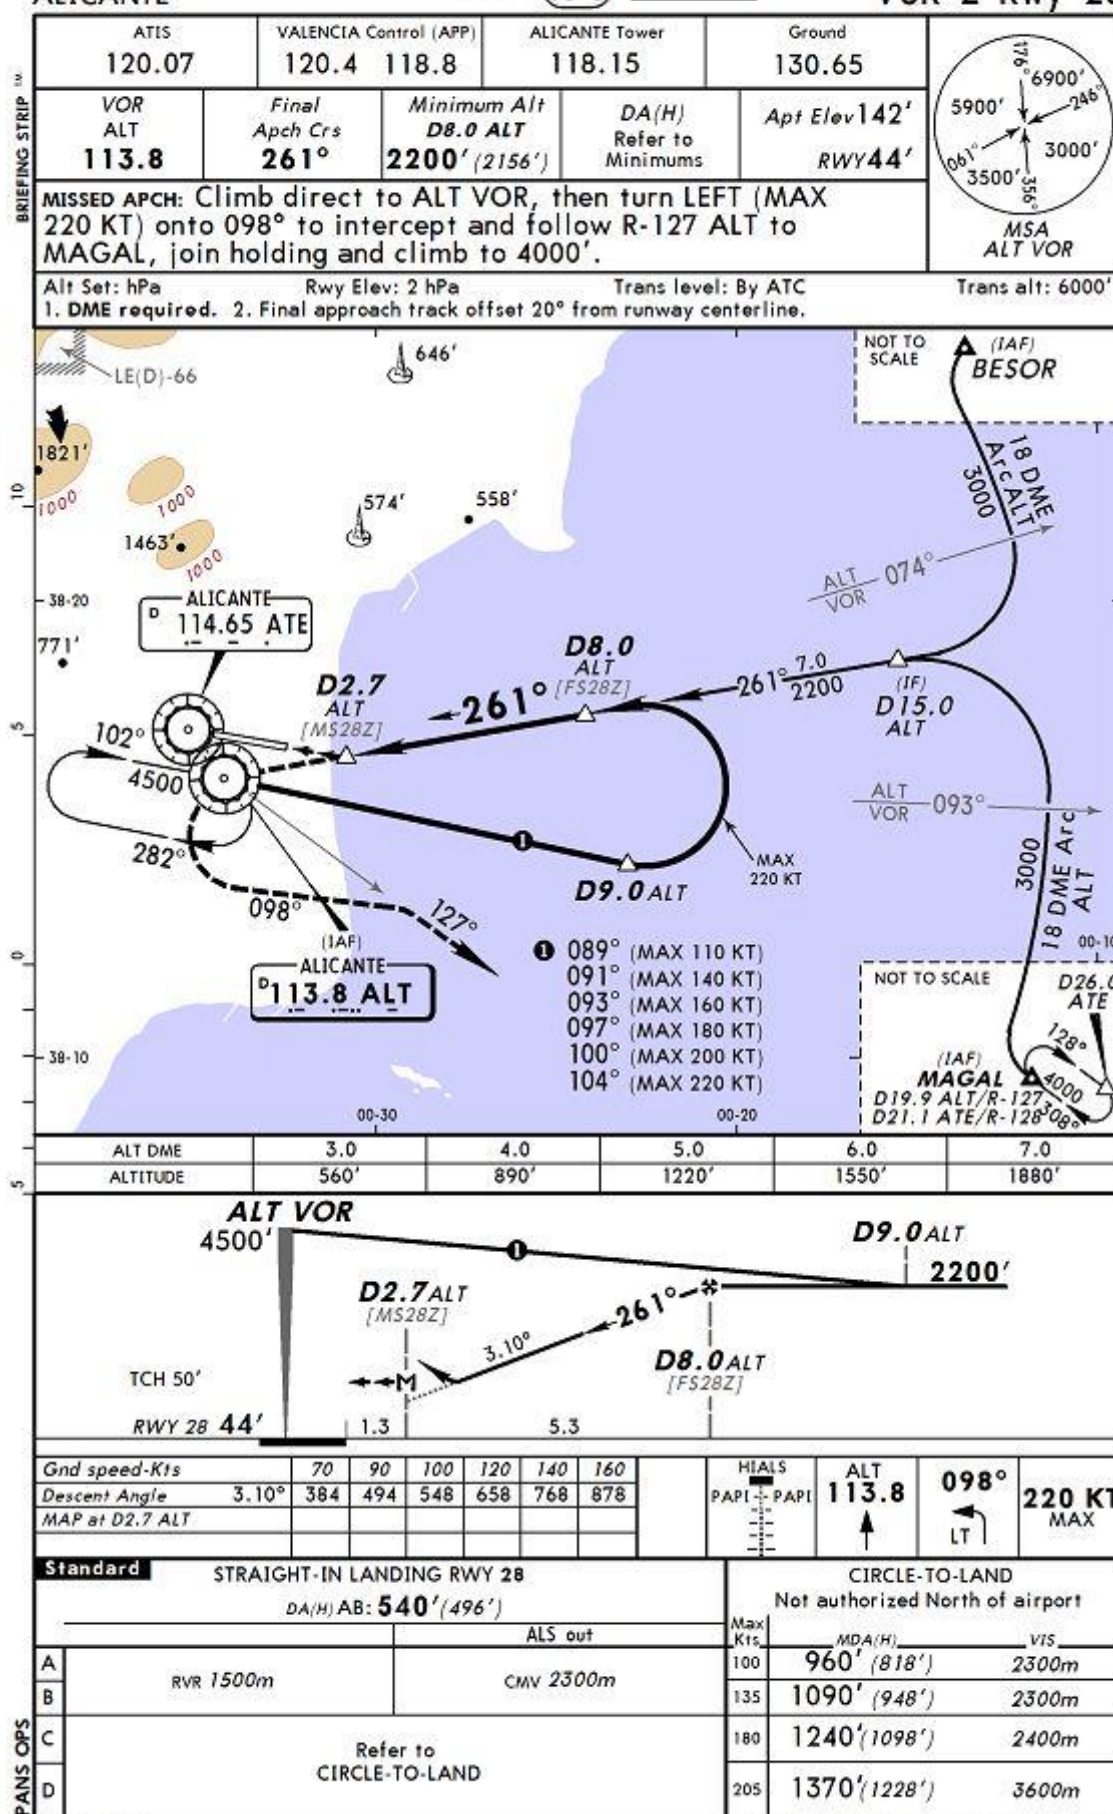 ALICANTE
VOR Z Rwy 28
BRIEFING STRIP TM
ATIS
120.07
VALENCIA Control (APP)
120.4 118.8
ALICANTE Tower
118.15
Ground
130.65
VOR
ALT
113.8
Final
Apch Crs
261°
Minimum Alt
D8.0 ALT
2200' (2156')
DA(H)
Refer to
Minimums
Apt Elev 142'
RWY 44'
176°
6900'
246°
5900'
3000'
061°
3500'
356°
MSA
ALT VOR
MISSED APCH: Climb direct to ALT VOR, then turn LEFT (MAX
220 KT) onto 098° to intercept and follow R-127 ALT to
MAGAL, join holding and climb to 4000'.
Alt Set: hPa Rwy Elev: 2 hPa Trans level: By ATC Trans alt: 6000'
1. DME required. 2. Final approach track offset 20° from runway centerline.
LE(D)-66
646'
NOT TO
SCALE
(IAF)
BESOR
1821'
1000
1000
1463'
1000
574'
558'
18 DME
Arc ALT
3000
10
ALT
VOR
074°
38-20
ALICANTE
D 114.65 ATE
771'
D8.0
ALT
[FS28Z]
D2.7
ALT
[MS28Z]
261°
261° 7.0
2200
(IF)
D15.0
ALT
5
102°
4500
282°
ALT
VOR
093°
MAX
220 KT
D9.0 ALT
3000
18 DME Arc
ALT
098°
127°
(IAF)
ALICANTE
D 113.8 ALT
0
1 089° (MAX 110 KT)
091° (MAX 140 KT)
093° (MAX 160 KT)
097° (MAX 180 KT)
100° (MAX 200 KT)
104° (MAX 220 KT)
00-10
NOT TO SCALE
D26.0
ATE
128°
(IAF)
MAGAL
4000
D19.9 ALT/R-127
D21.1 ATE/R-128
308°
38-10
00-30
00-20
5
ALT DME 3.0 4.0 5.0 6.0 7.0
ALTITUDE 560' 890' 1220' 1550' 1880'
ALT VOR
4500'
1
D9.0 ALT
2200'
D2.7 ALT
[MS28Z]
261°
3.10°
D8.0 ALT
[FS28Z]
M
TCH 50'
RWY 28 44'
1.3
5.3
Gnd speed-Kts 70 90 100 120 140 160
Descent Angle 3.10° 384 494 548 658 768 878
MAP at D2.7 ALT
HIALS
PAPI PAPI
ALT
113.8
098°
LT
220 KT
MAX
Standard
STRAIGHT-IN LANDING RWY 28
DA(H) AB: 540' (496')
ALS out
A
B
RVR 1500m
CMV 2300m
C
D
Refer to
CIRCLE-TO-LAND
CIRCLE-TO-LAND
Not authorized North of airport
Max
Kts MDA(H) VIS
100 960' (818') 2300m
135 1090' (948') 2300m
180 1240' (1098') 2400m
205 1370' (1228') 3600m
PANS OPS